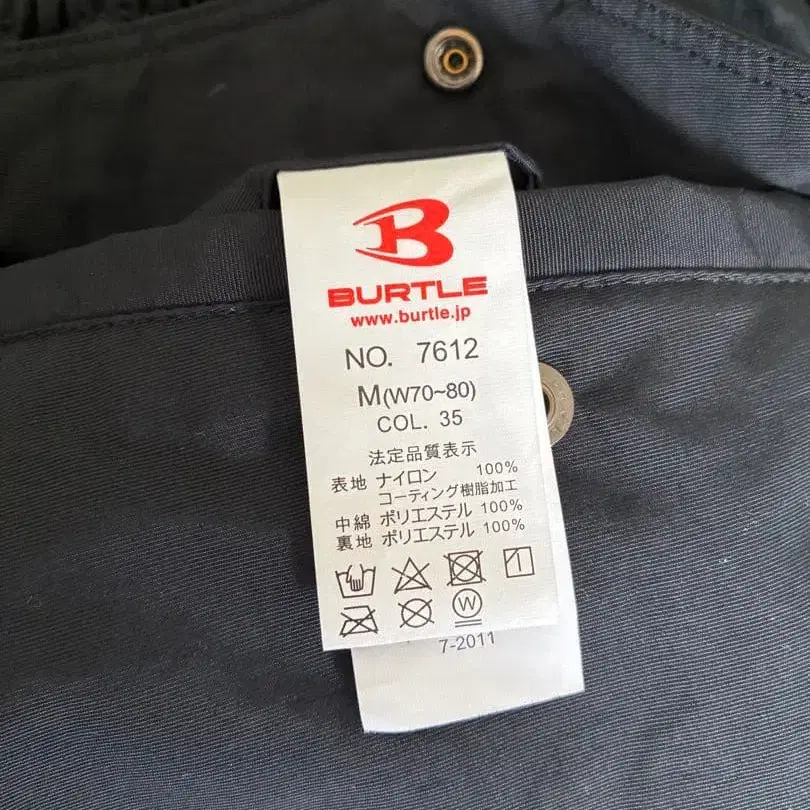 BURTLE
www.burtle.jp
NO. 7612
M(W70~80)
COL. 35
法定品質表示
表地 ナイロン 100%
コーティング樹脂加工
中綿 ポリエステル 100%
裏地 ポリエステル 100%
W
7-2011